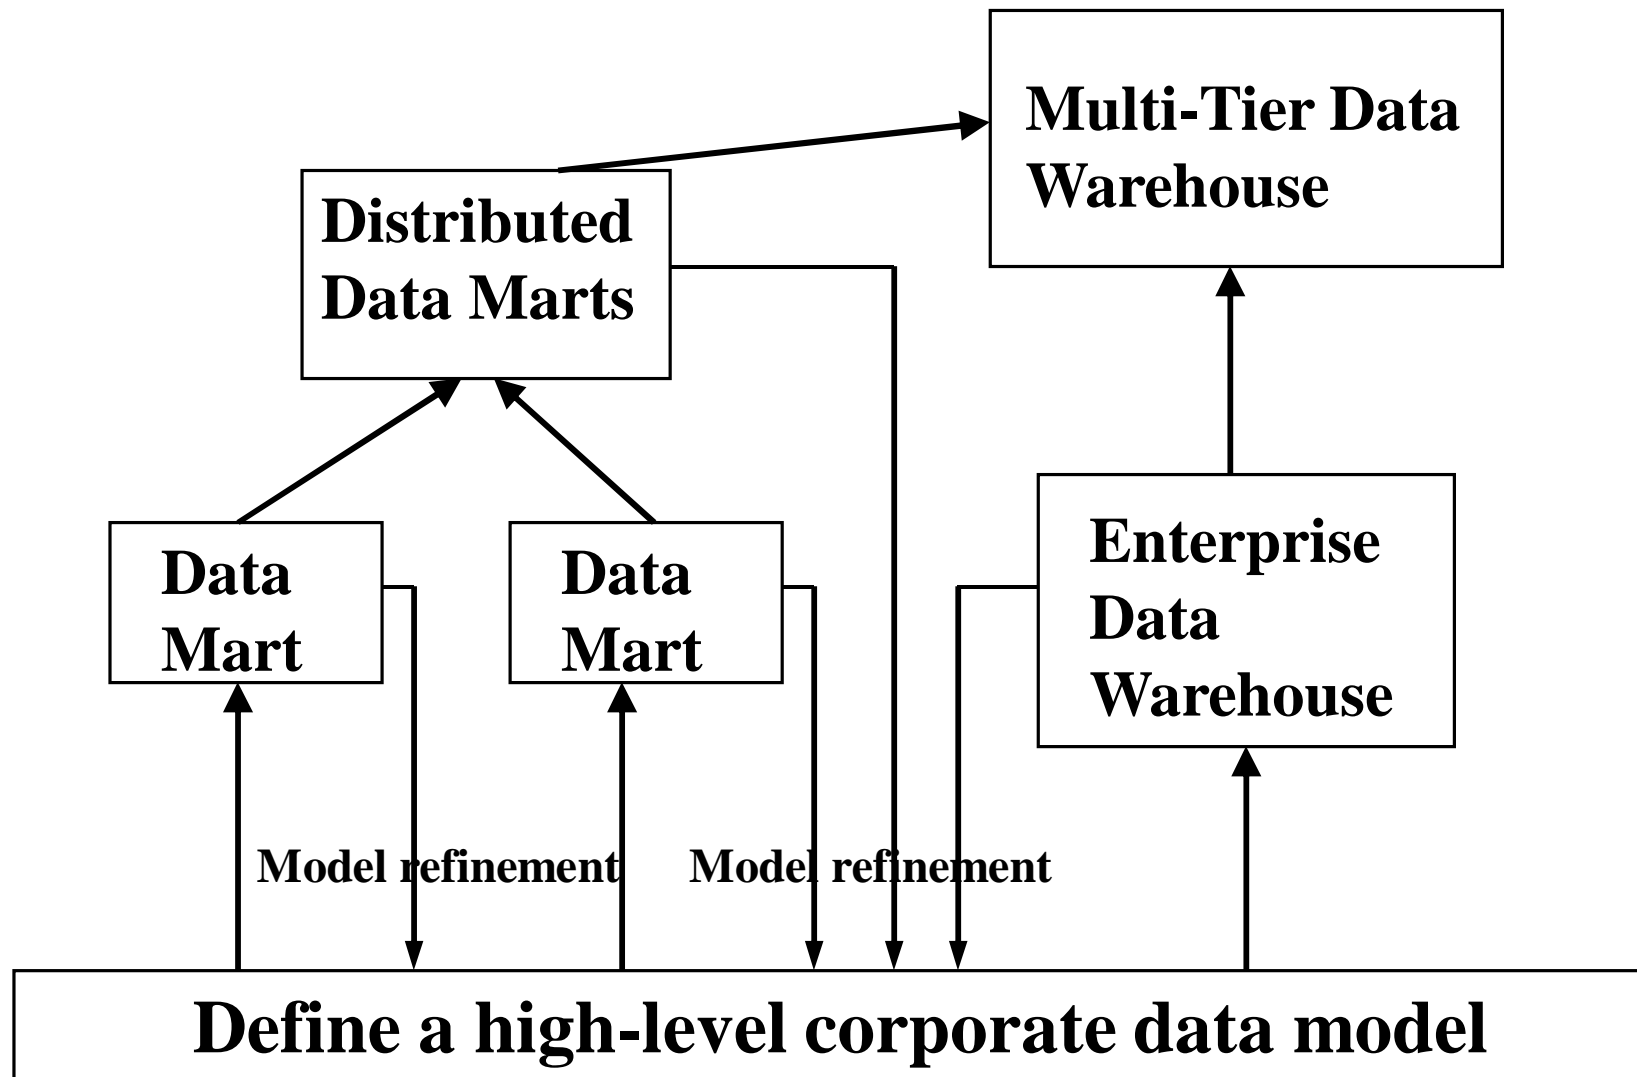 Multi-Tier Data
Warehouse
Distributed
Data Marts
Data
Mart
Data
Mart
Enterprise
Data
Warehouse
Model refinement
Model refinement
Define a high-level corporate data model